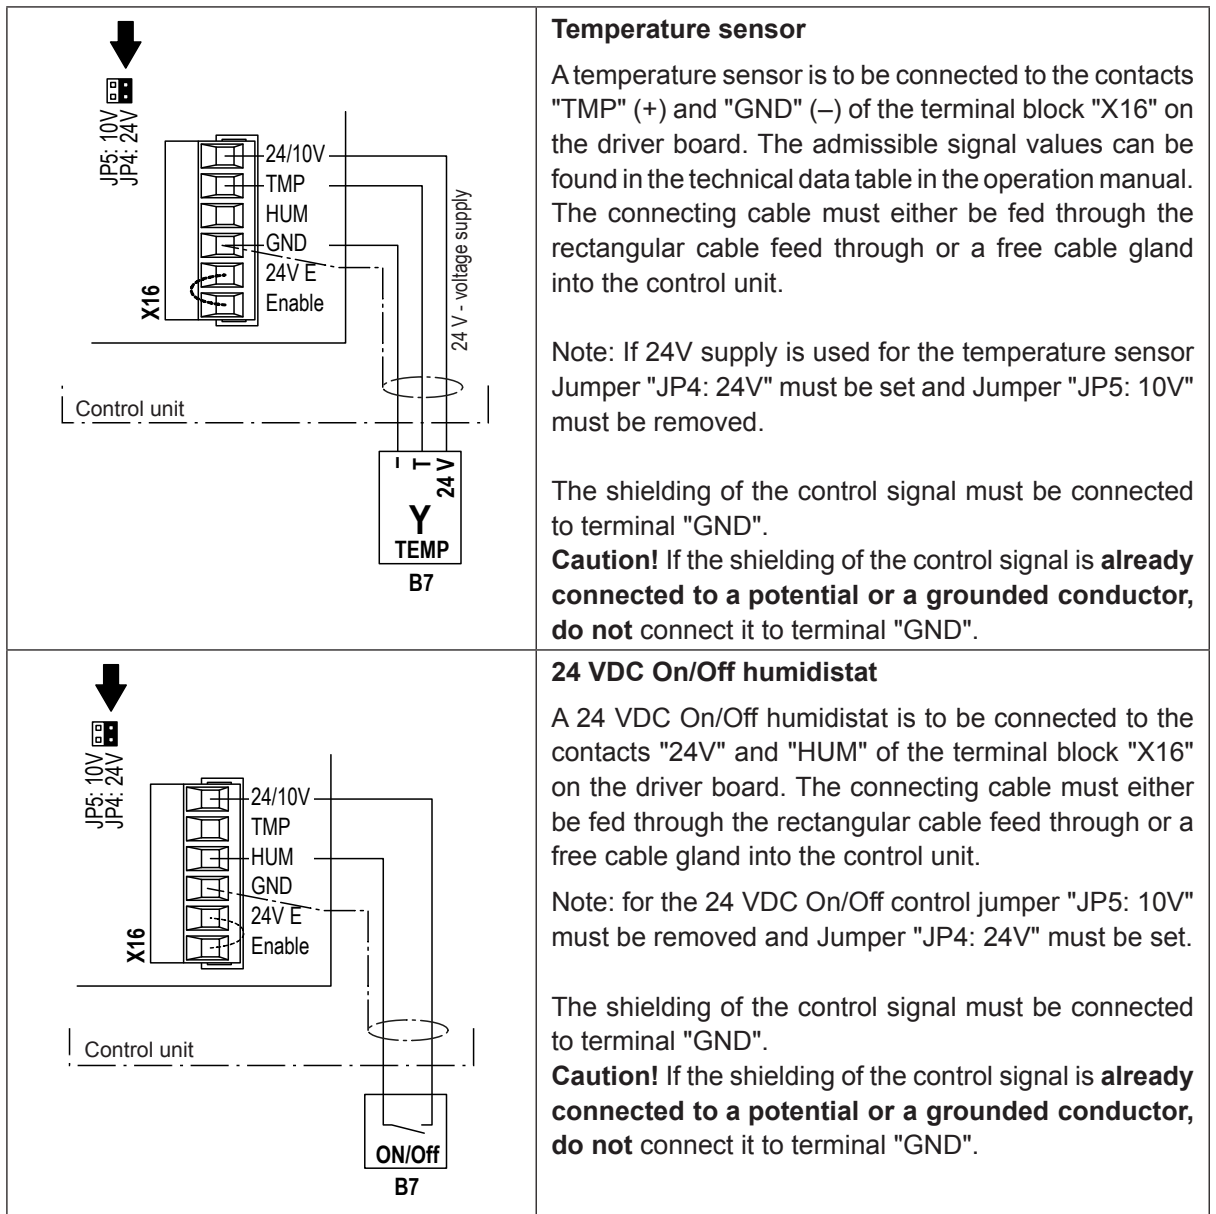 JP5: 10V
JP4: 24V
24/10V
TMP
HUM
GND
24V E
Enable
X16
24 V - voltage supply
Control unit
– T 24 V
Y
TEMP
B7
Temperature sensor
A temperature sensor is to be connected to the contacts
"TMP" (+) and "GND" (–) of the terminal block "X16" on
the driver board. The admissible signal values can be
found in the technical data table in the operation manual.
The connecting cable must either be fed through the
rectangular cable feed through or a free cable gland
into the control unit.
Note: If 24V supply is used for the temperature sensor
Jumper "JP4: 24V" must be set and Jumper "JP5: 10V"
must be removed.
The shielding of the control signal must be connected
to terminal "GND".
Caution! If the shielding of the control signal is already
connected to a potential or a grounded conductor,
do not connect it to terminal "GND".
JP5: 10V
JP4: 24V
24/10V
TMP
HUM
GND
24V E
Enable
X16
Control unit
ON/Off
B7
24 VDC On/Off humidistat
A 24 VDC On/Off humidistat is to be connected to the
contacts "24V" and "HUM" of the terminal block "X16"
on the driver board. The connecting cable must either
be fed through the rectangular cable feed through or a
free cable gland into the control unit.
Note: for the 24 VDC On/Off control jumper "JP5: 10V"
must be removed and Jumper "JP4: 24V" must be set.
The shielding of the control signal must be connected
to terminal "GND".
Caution! If the shielding of the control signal is already
connected to a potential or a grounded conductor,
do not connect it to terminal "GND".